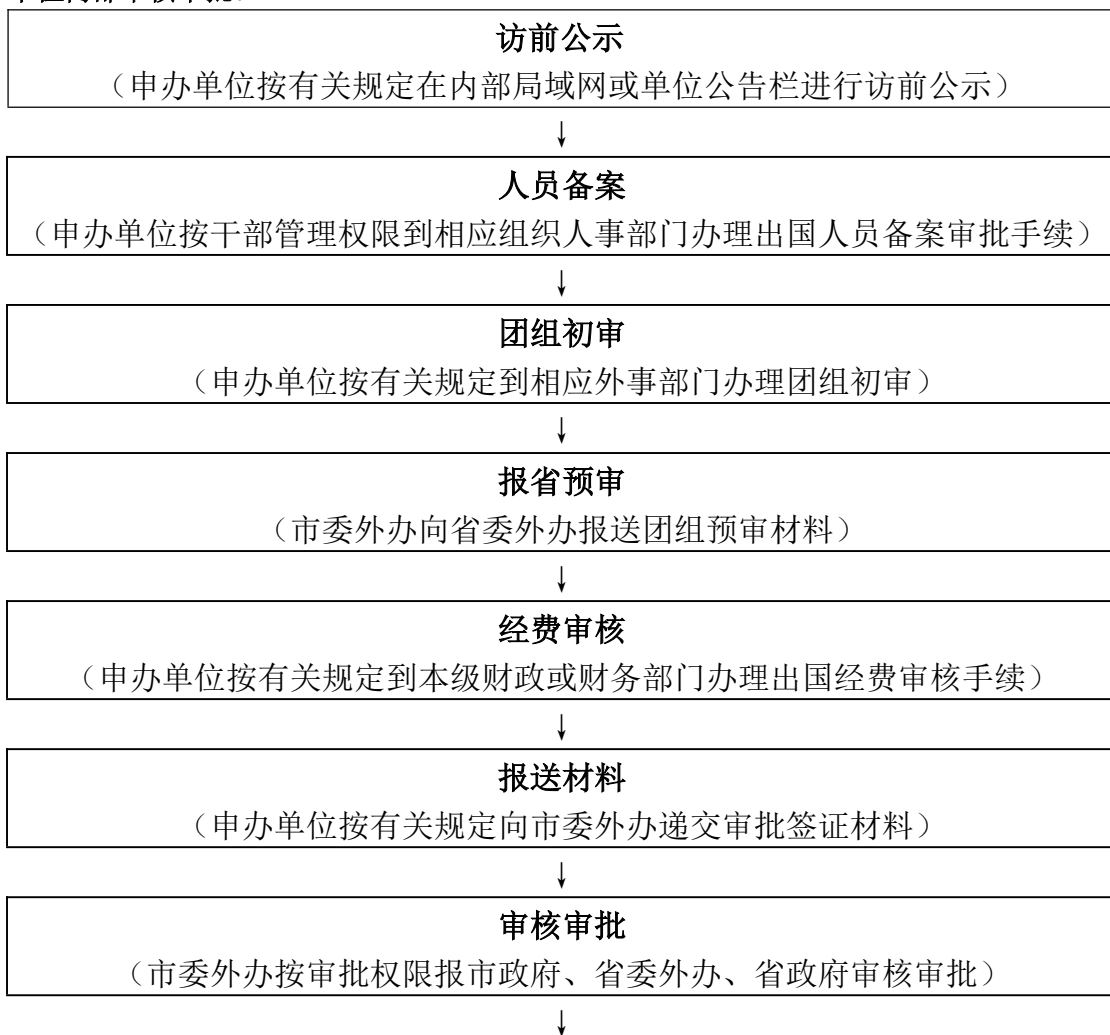 访前公示
（申办单位按有关规定在内部局域网或单位公告栏进行访前公示）
↓
人员备案
（申办单位按干部管理权限到相应组织人事部门办理出国人员备案审批手续）
↓
团组初审
（申办单位按有关规定到相应外事部门办理团组初审）
↓
报省预审
（市委外办向省委外办报送团组预审材料）
↓
经费审核
（申办单位按有关规定到本级财政或财务部门办理出国经费审核手续）
↓
报送材料
（申办单位按有关规定向市委外办递交审批签证材料）
↓
审核审批
（市委外办按审批权限报市政府、省委外办、省政府审核审批）
↓